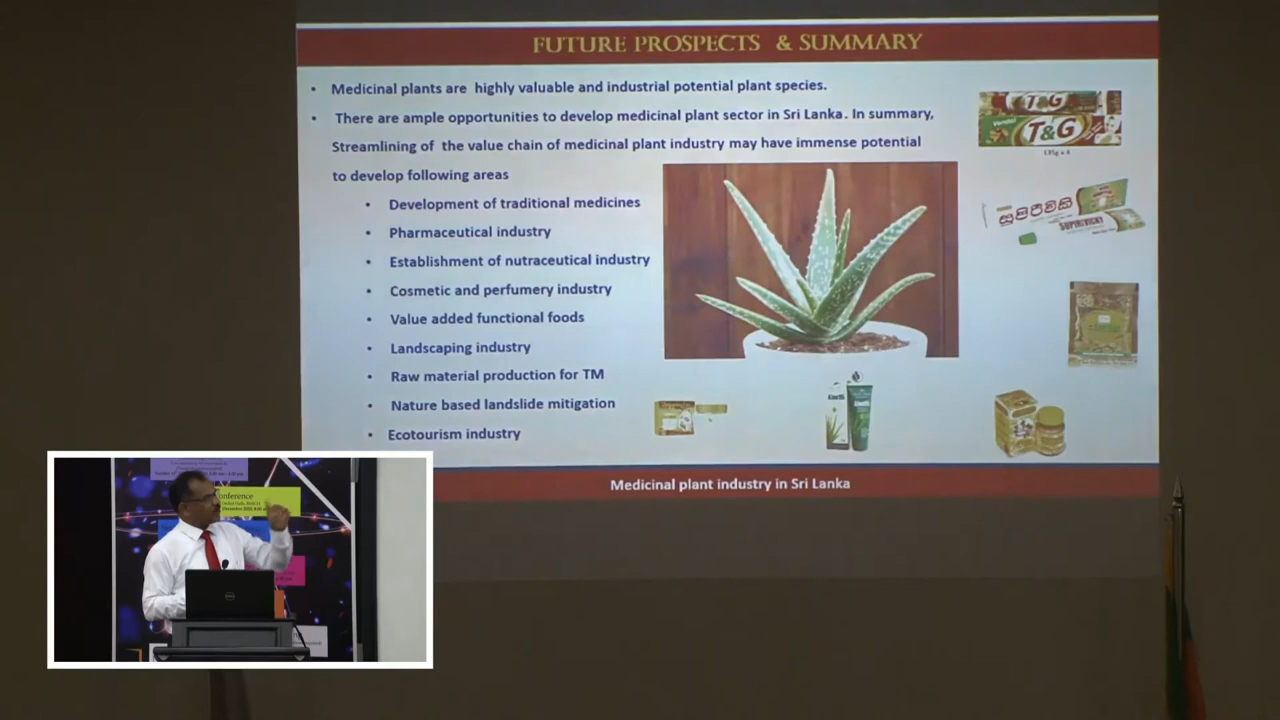 FUTURE PROSPECTS & SUMMARY
• Medicinal plants are highly valuable and industrial potential plant species.
• There are ample opportunities to develop medicinal plant sector in Sri Lanka. In summary,
Streamlining of the value chain of medicinal plant industry may have immense potential
to develop following areas
• Development of traditional medicines
• Pharmaceutical industry
• Establishment of nutraceutical industry
• Cosmetic and perfumery industry
• Value added functional foods
• Landscaping industry
• Raw material production for TM
• Nature based landslide mitigation
• Ecotourism industry
T&G
T&G
සුපිරිවිකි
SUPIRIVICKY
Medicinal plant industry in Sri Lanka
onference
DELL